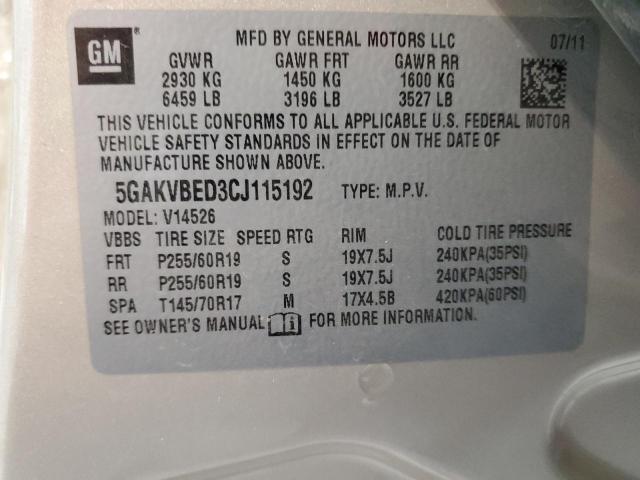 GM MFD BY GENERAL MOTORS LLC 07/11
GVWR GAWR FRT GAWR RR
2930 KG 1450 KG 1600 KG
6459 LB 3196 LB 3527 LB
THIS VEHICLE CONFORMS TO ALL APPLICABLE U.S. FEDERAL MOTOR
VEHICLE SAFETY STANDARDS IN EFFECT ON THE DATE OF
MANUFACTURE SHOWN ABOVE.
5GAKVBED3CJ115192 TYPE: M.P.V.
MODEL: V14526
VBBS TIRE SIZE SPEED RTG RIM COLD TIRE PRESSURE
FRT P255/60R19 S 19X7.5J 240KPA(35PSI)
RR P255/60R19 S 19X7.5J 240KPA(35PSI)
SPA T145/70R17 M 17X4.5B 420KPA(60PSI)
SEE OWNER'S MANUAL FOR MORE INFORMATION.